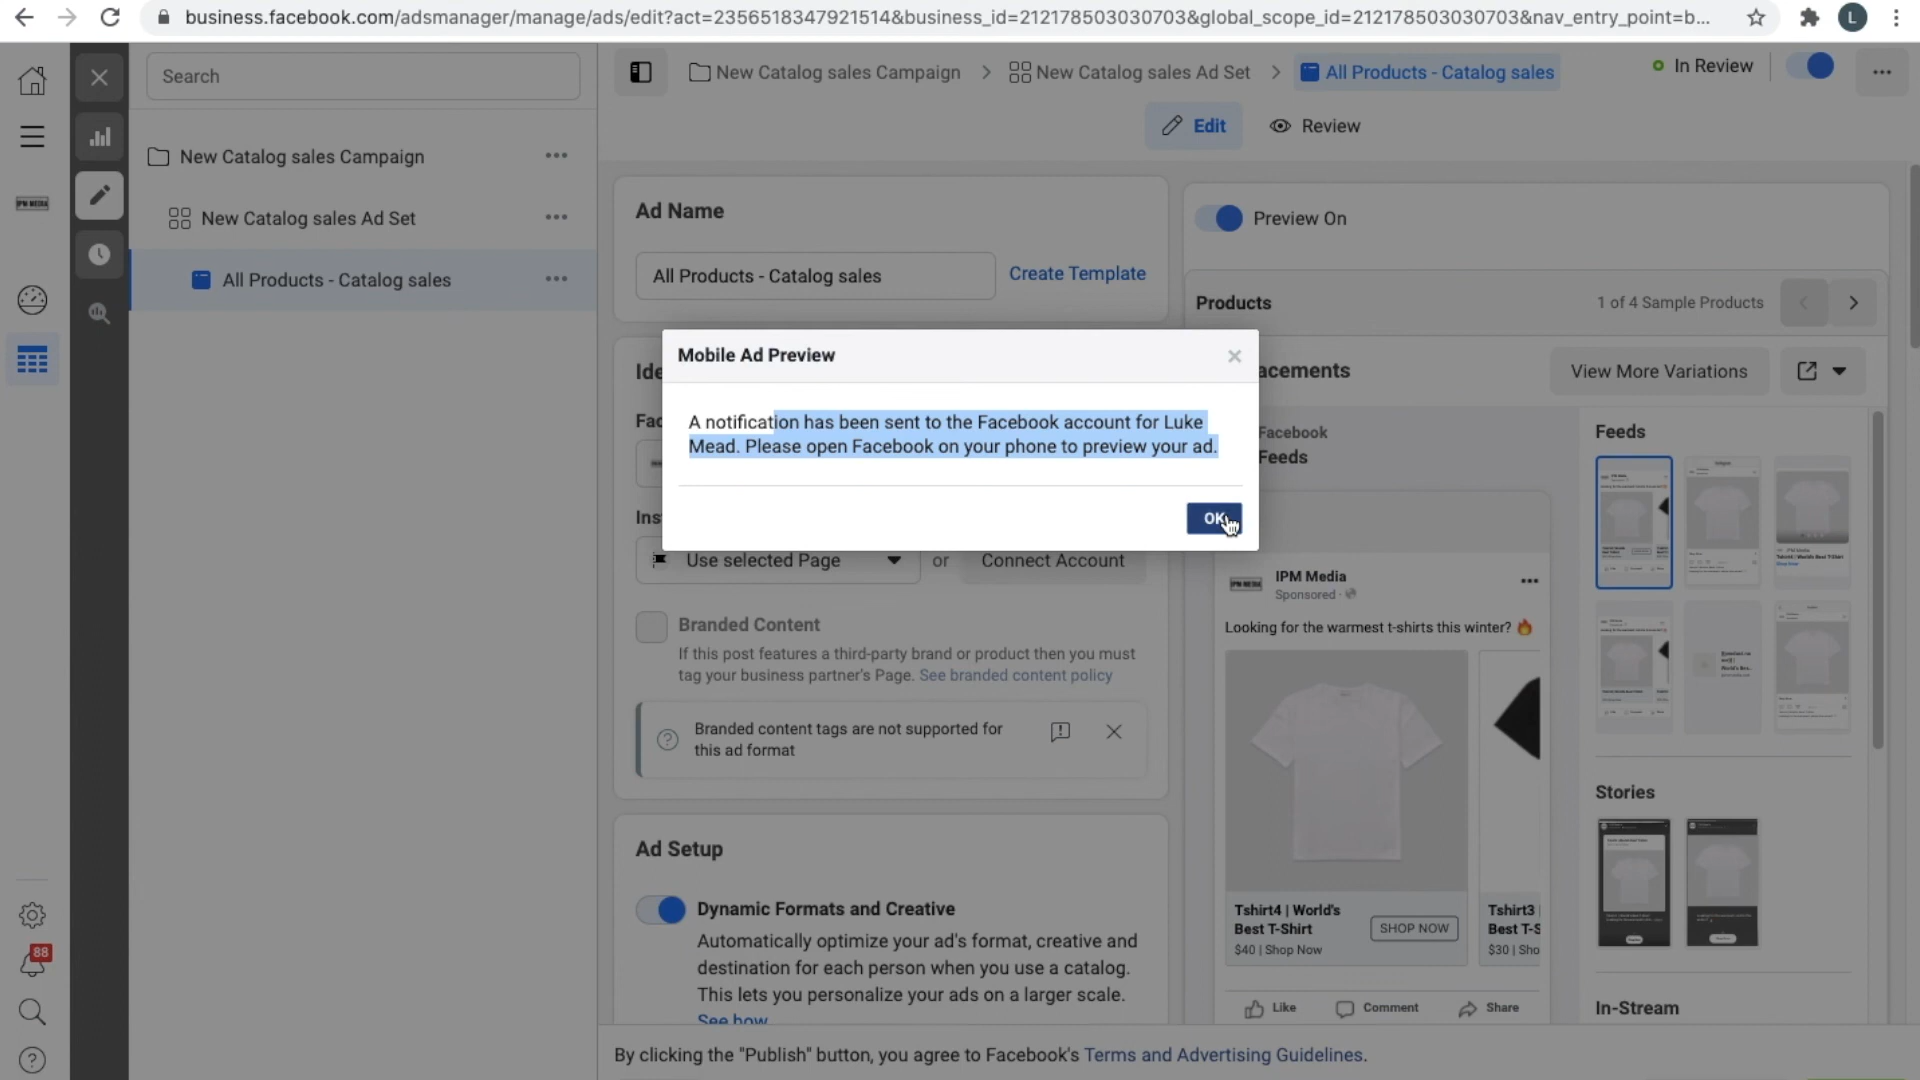 business.facebook.com/adsmanager/manage/ads/edit?act=2356518347921514&business_id=212178503030703&global_scope_id=212178503030703&nav_entry_point=b...
L
Search
New Catalog sales Campaign
New Catalog sales Ad Set
All Products - Catalog sales
In Review
Edit
Review
New Catalog sales Campaign
New Catalog sales Ad Set
All Products - Catalog sales
IPM MEDIA
88
Ad Name
All Products - Catalog sales
Create Template
Preview On
Products
1 of 4 Sample Products
View More Variations
Mobile Ad Preview
A notification has been sent to the Facebook account for Luke
Mead. Please open Facebook on your phone to preview your ad.
OK
Use selected Page
or
Connect Account
Branded Content
If this post features a third-party brand or product then you must
tag your business partner's Page. See branded content policy
Branded content tags are not supported for
this ad format
Ad Setup
Dynamic Formats and Creative
Automatically optimize your ad's format, creative and
destination for each person when you use a catalog.
This lets you personalize your ads on a larger scale.
See how
Facebook
Feeds
IPM MEDIA
IPM Media
Sponsored ·
Looking for the warmest t-shirts this winter? 🔥
Tshirt4 | World's
Best T-Shirt
$40 | Shop Now
SHOP NOW
Tshirt3
Best T-S
$30 | Sho
Like
Comment
Share
Feeds
Stories
In-Stream
By clicking the "Publish" button, you agree to Facebook's Terms and Advertising Guidelines.